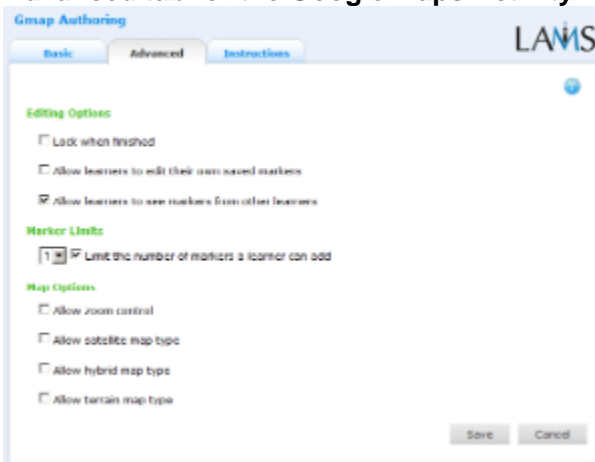 Gmap Authoring
LAMS
Basic Advanced Instructions
Editing Options
Lock when finished
Allow learners to edit their own saved markers
Allow learners to see markers from other learners
Marker Limits
1 Limit the number of markers a learner can add
Map Options
Allow zoom control
Allow satellite map type
Allow hybrid map type
Allow terrain map type
Save Cancel